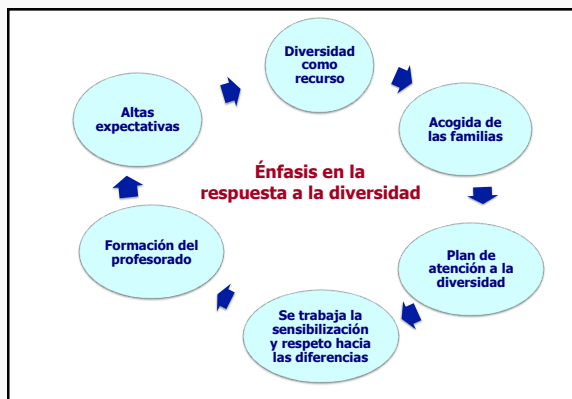 Diversidad
como
recurso
Altas
expectativas
Acogida de
las familias
Énfasis en la
respuesta a la diversidad
Formación del
profesorado
Plan de
atención a la
diversidad
Se trabaja la
sensibilización
y respeto hacia
las diferencias